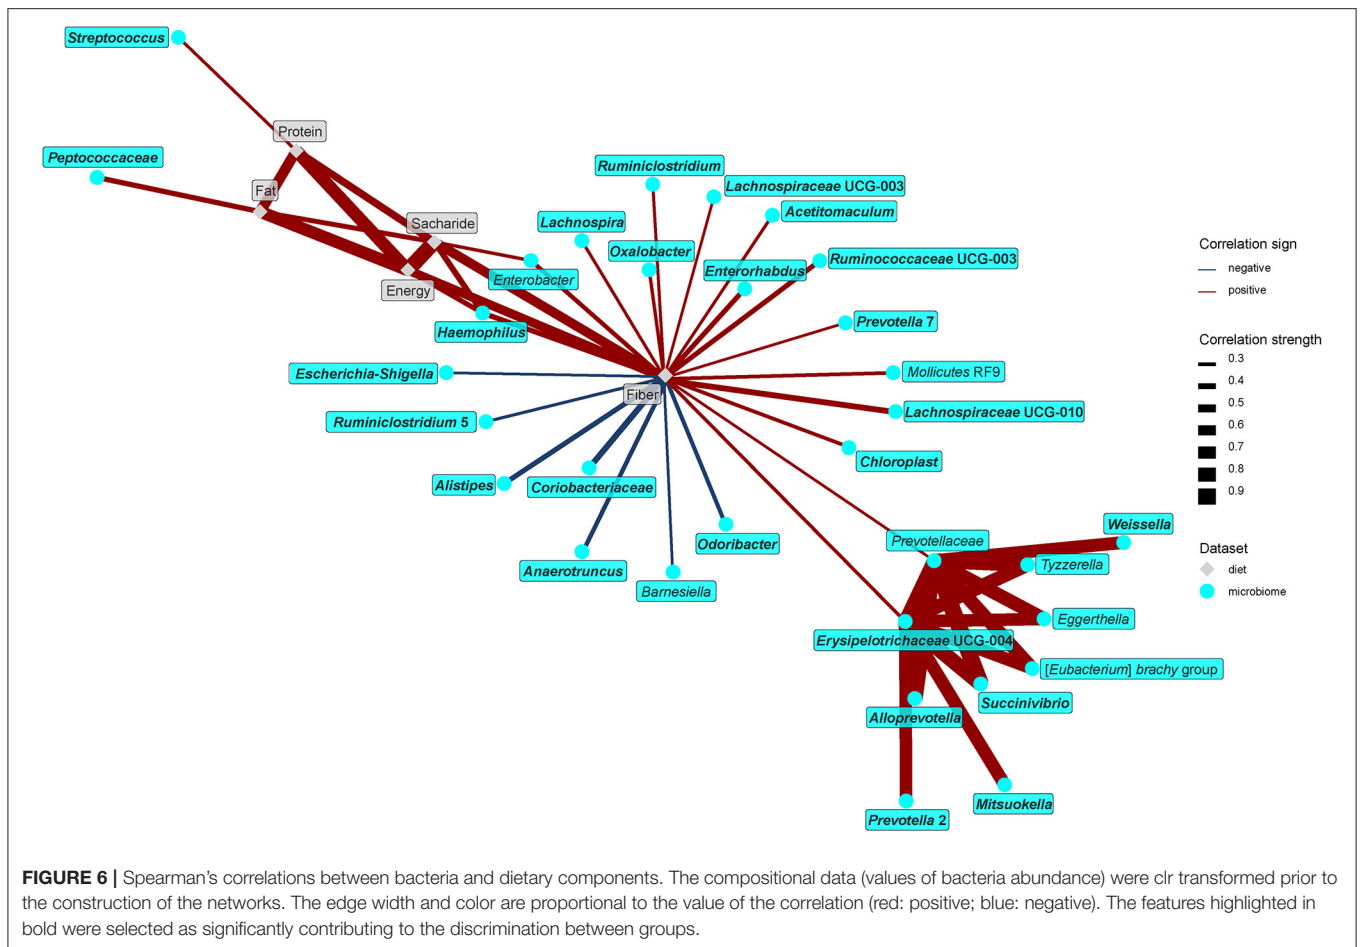 Streptococcus
Protein
Peptococcaceae
Fat
Ruminiclostridium
Lachnospiraceae UCG-003
Acetitomaculum
Sacharide
Lachnospira
Oxalobacter
Ruminococcaceae UCG-003
Enterorhabdus
Enterobacter
Energy
Haemophilus
Prevotella 7
Escherichia-Shigella
Mollicutes RF9
Fiber
Lachnospiraceae UCG-010
Ruminiclostridium 5
Chloroplast
Alistipes
Coriobacteriaceae
Odoribacter
Anaerotruncus
Barnesiella
Weissella
Prevotellaceae
Tyzzerella
Eggerthella
Erysipelotrichaceae UCG-004
[Eubacterium] brachy group
Succinivibrio
Alloprevotella
Mitsuokella
Prevotella 2
Correlation sign
negative
positive
Correlation strength
0.3
0.4
0.5
0.6
0.7
0.8
0.9
Dataset
diet
microbiome
FIGURE 6 | Spearman's correlations between bacteria and dietary components. The compositional data (values of bacteria abundance) were clr transformed prior to
the construction of the networks. The edge width and color are proportional to the value of the correlation (red: positive; blue: negative). The features highlighted in
bold were selected as significantly contributing to the discrimination between groups.